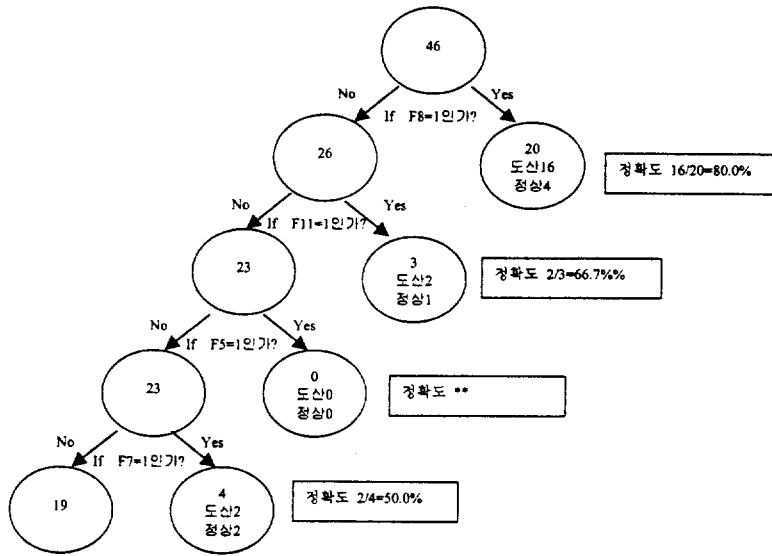 46
No
Yes
If F8=1인가?
26
20
도산16
정상4
정확도 16/20=80.0%
No
Yes
If F11=1인가?
23
3
도산2
정상1
정확도 2/3=66.7%%
No
Yes
If F5=1인가?
23
0
도산0
정상0
정확도 **
No
Yes
If F7=1인가?
19
4
도산2
정상2
정확도 2/4=50.0%